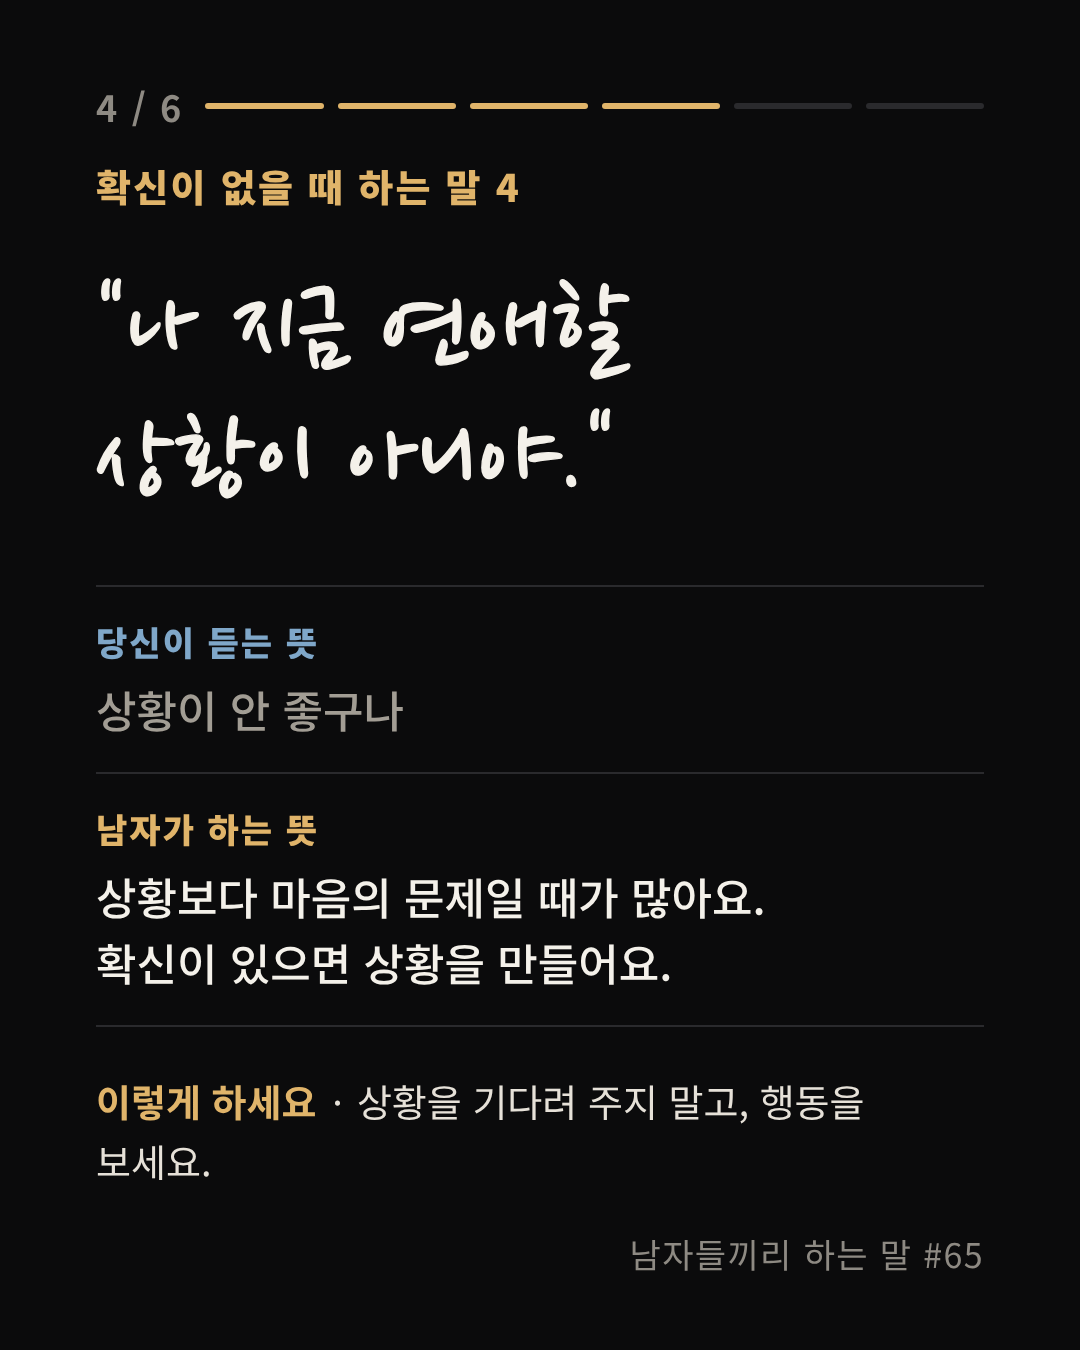 4 / 6
확신이 없을 때 하는 말 4
"나 지금 연애할
상황이 아니야."
당신이 듣는 뜻
상황이 안 좋구나
남자가 하는 뜻
상황보다 마음의 문제일 때가 많아요.
확신이 있으면 상황을 만들어요.
이렇게 하세요 · 상황을 기다려 주지 말고, 행동을
보세요.
남자들끼리 하는 말 #65